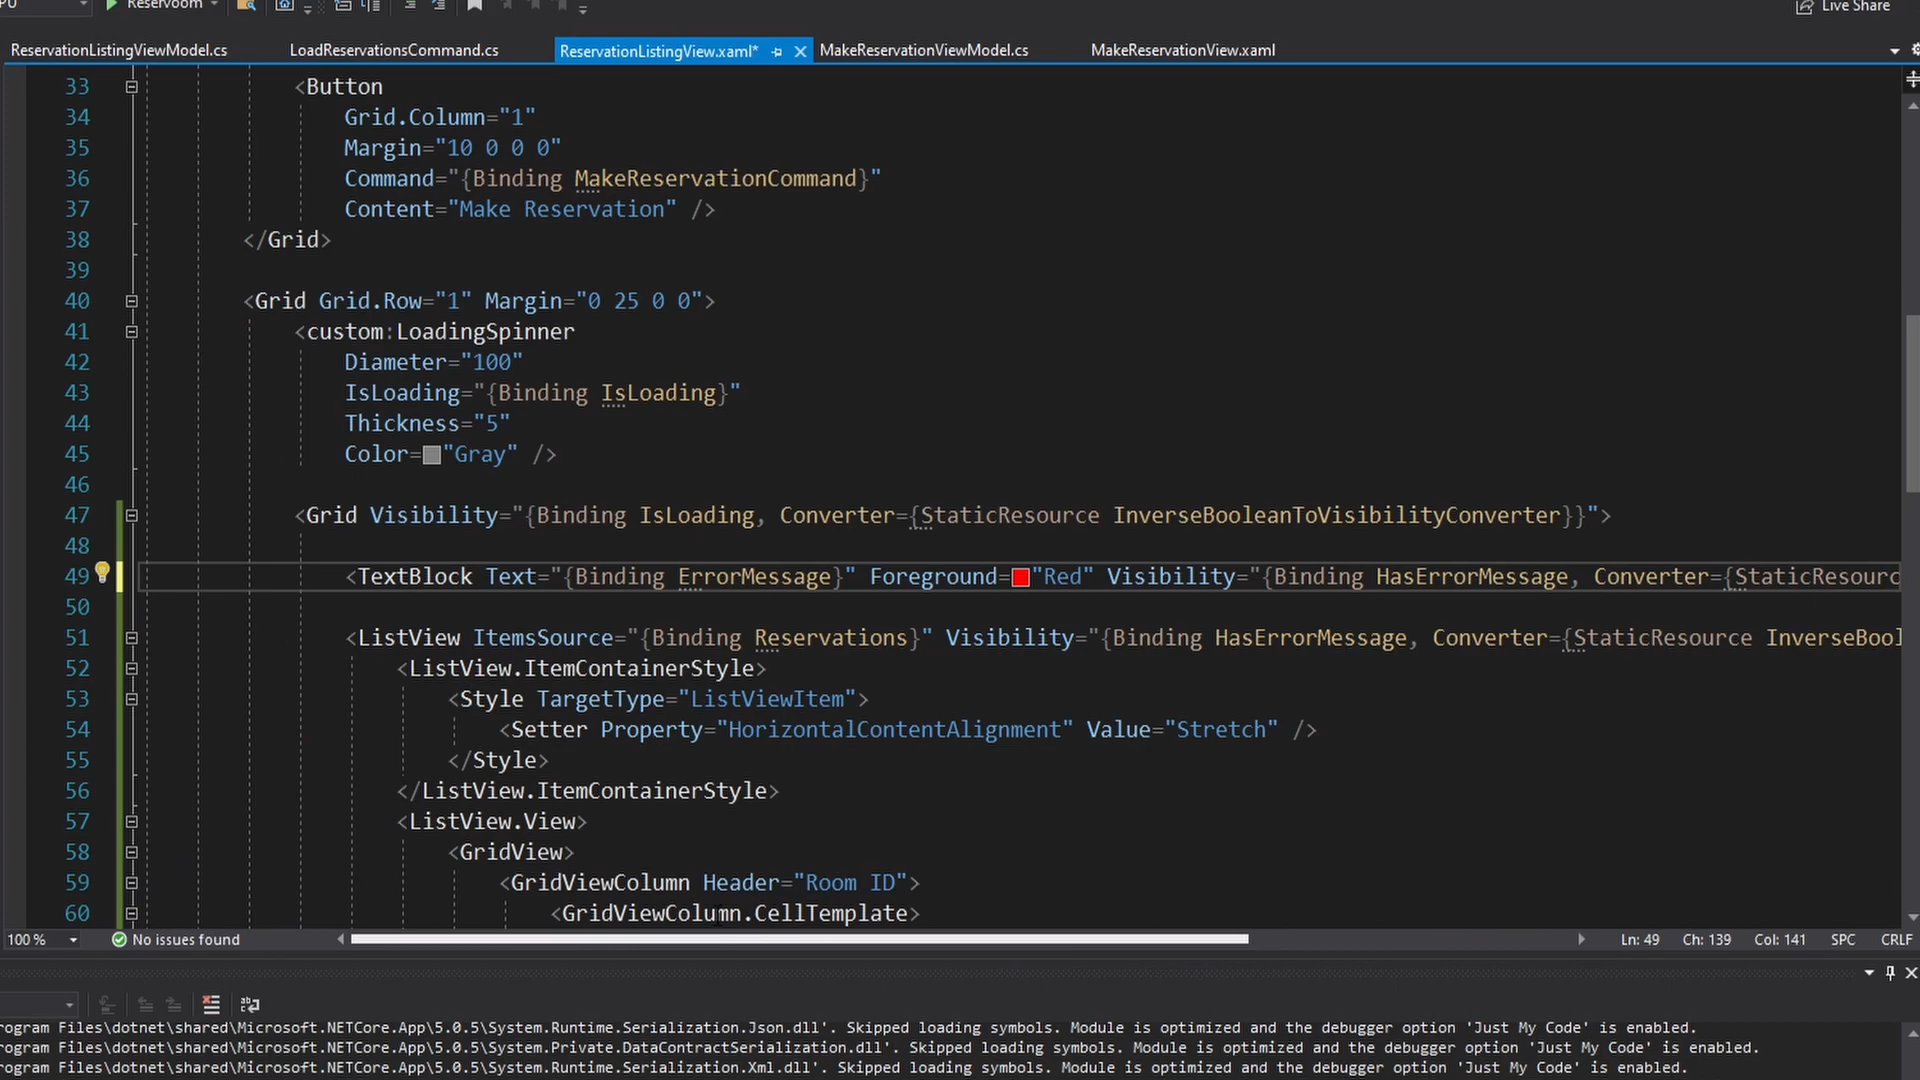 Reservoom
Live Share
ReservationListingViewModel.cs LoadReservationsCommand.cs ReservationListingView.xaml* MakeReservationViewModel.cs MakeReservationView.xaml
33 <Button
34 Grid.Column="1"
35 Margin="10 0 0 0"
36 Command="{Binding MakeReservationCommand}"
37 Content="Make Reservation" />
38 </Grid>
39
40 <Grid Grid.Row="1" Margin="0 25 0 0">
41 <custom:LoadingSpinner
42 Diameter="100"
43 IsLoading="{Binding IsLoading}"
44 Thickness="5"
45 Color="Gray" />
46
47 <Grid Visibility="{Binding IsLoading, Converter={StaticResource InverseBooleanToVisibilityConverter}}">
48
49 <TextBlock Text="{Binding ErrorMessage}" Foreground="Red" Visibility="{Binding HasErrorMessage, Converter={StaticResourc
50
51 <ListView ItemsSource="{Binding Reservations}" Visibility="{Binding HasErrorMessage, Converter={StaticResource InverseBool
52 <ListView.ItemContainerStyle>
53 <Style TargetType="ListViewItem">
54 <Setter Property="HorizontalContentAlignment" Value="Stretch" />
55 </Style>
56 </ListView.ItemContainerStyle>
57 <ListView.View>
58 <GridView>
59 <GridViewColumn Header="Room ID">
60 <GridViewColumn.CellTemplate>
100 % No issues found Ln: 49 Ch: 139 Col: 141 SPC CRLF
rogram Files\dotnet\shared\Microsoft.NETCore.App\5.0.5\System.Runtime.Serialization.Json.dll'. Skipped loading symbols. Module is optimized and the debugger option 'Just My Code' is enabled.
rogram Files\dotnet\shared\Microsoft.NETCore.App\5.0.5\System.Private.DataContractSerialization.dll'. Skipped loading symbols. Module is optimized and the debugger option 'Just My Code' is enabled.
rogram Files\dotnet\shared\Microsoft.NETCore.App\5.0.5\System.Runtime.Serialization.Xml.dll'. Skipped loading symbols. Module is optimized and the debugger option 'Just My Code' is enabled.